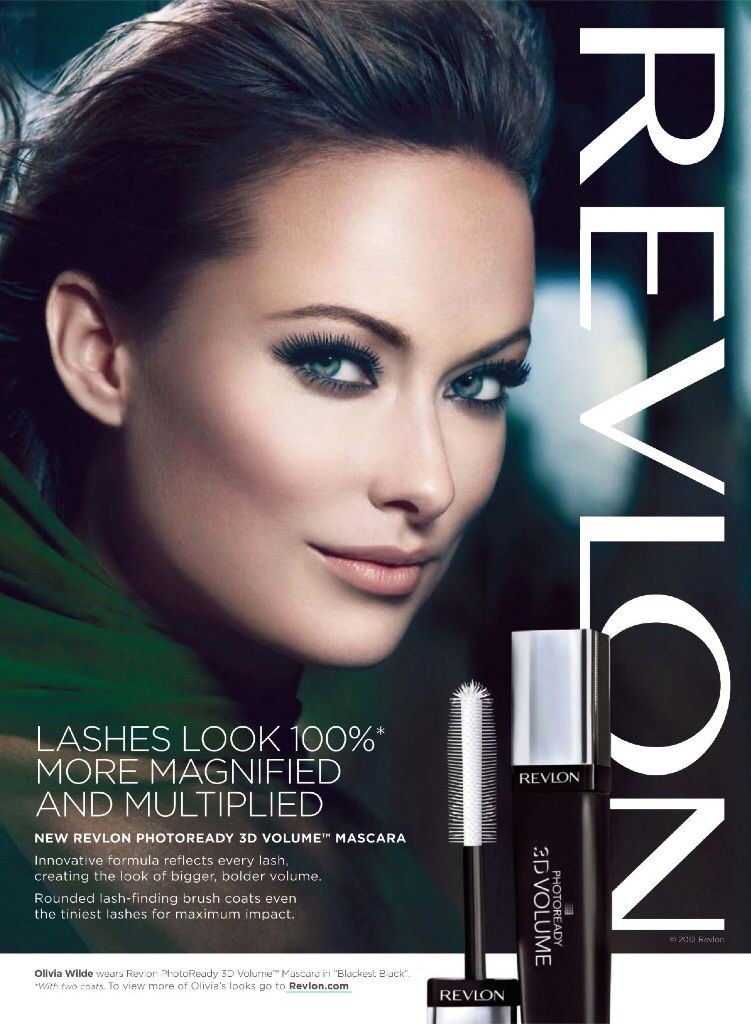 REVLON
LASHES LOOK 100%*
MORE MAGNIFIED
AND MULTIPLIED
NEW REVLON PHOTOREADY 3D VOLUME™ MASCARA
Innovative formula reflects every lash,
creating the look of bigger, bolder volume.
Rounded lash-finding brush coats even
the tiniest lashes for maximum impact.
REVLON
PHOTOREADY
3D VOLUME
REVLON
© 2012 Revlon
Olivia Wilde wears Revlon PhotoReady 3D Volume™ Mascara in "Blackest Black".
*With two coats. To view more of Olivia's looks go to Revlon.com